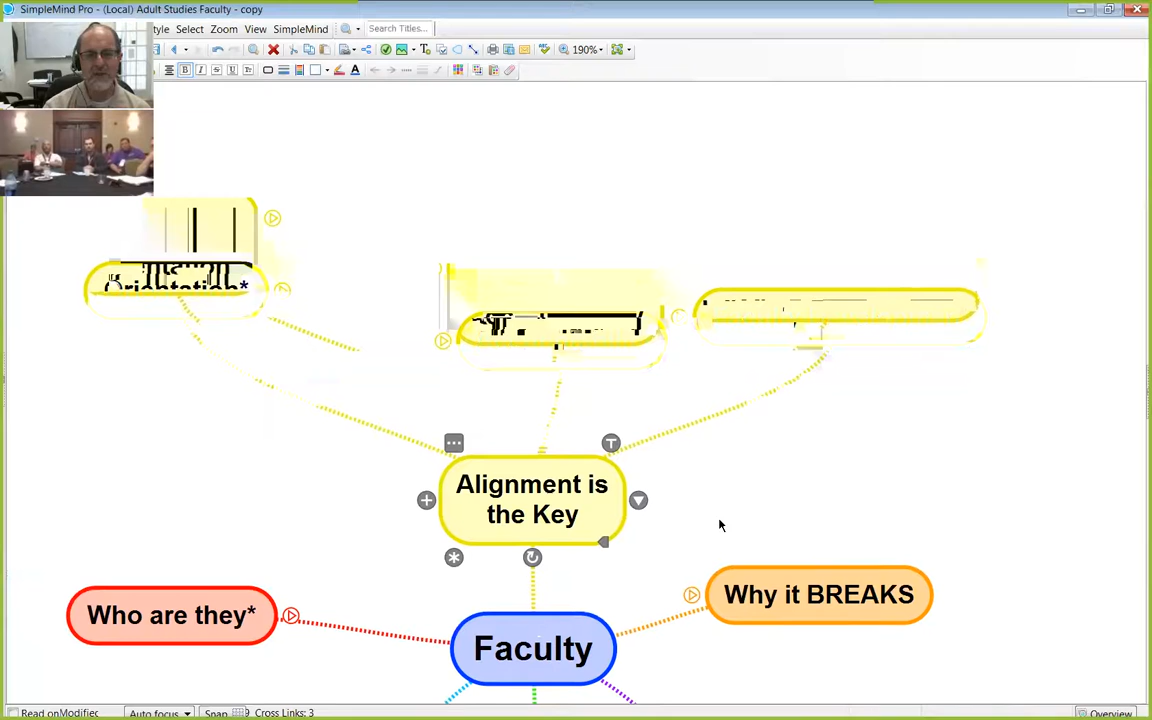 SimpleMind Pro - (Local) Adult Studies Faculty - copy
Style Select Zoom View SimpleMind Search Titles...
190%
Orientation*
Alignment is
the Key
Who are they*
Why it BREAKS
Faculty
Auto focus Snap Cross Links: 3 Overview